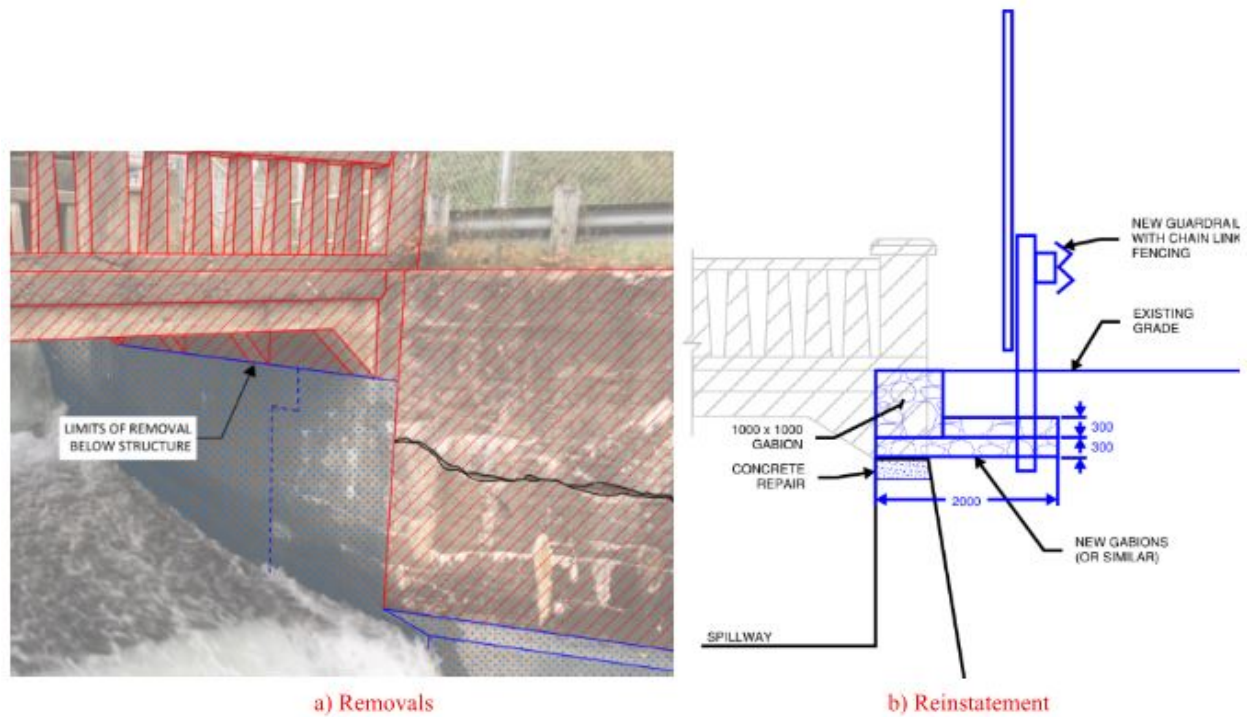 LIMITS OF REMOVAL
BELOW STRUCTURE
a) Removals
NEW GUARDRAIL
WITH CHAIN LINK
FENCING
EXISTING
GRADE
1000 x 1000
GABION
300
300
CONCRETE
REPAIR
2000
NEW GABIONS
(OR SIMILAR)
SPILLWAY
b) Reinstatement